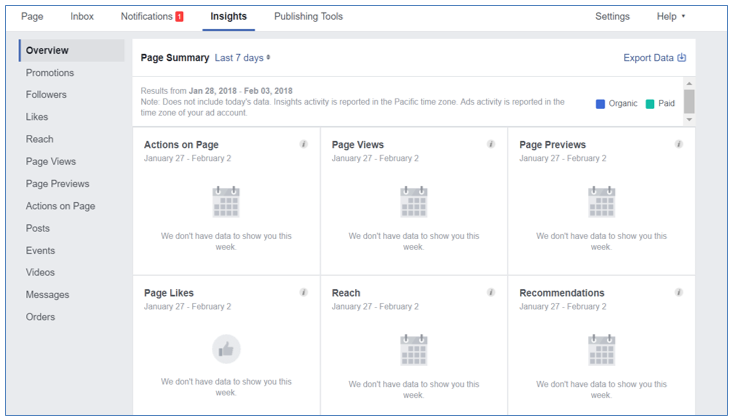 Page Inbox Notifications 1 Insights Publishing Tools Settings Help
Overview
Promotions
Followers
Likes
Reach
Page Views
Page Previews
Actions on Page
Posts
Events
Videos
Messages
Orders
Page Summary Last 7 days Export Data
Results from Jan 28, 2018 - Feb 03, 2018
Note: Does not include today's data. Insights activity is reported in the Pacific time zone. Ads activity is reported in the
time zone of your ad account.
Organic Paid
Actions on Page
January 27 - February 2
We don't have data to show you this
week.
Page Views
January 27 - February 2
We don't have data to show you this
week.
Page Previews
January 27 - February 2
We don't have data to show you this
week.
Page Likes
January 27 - February 2
We don't have data to show you this
week.
Reach
January 27 - February 2
We don't have data to show you this
week.
Recommendations
January 27 - February 2
We don't have data to show you this
week.